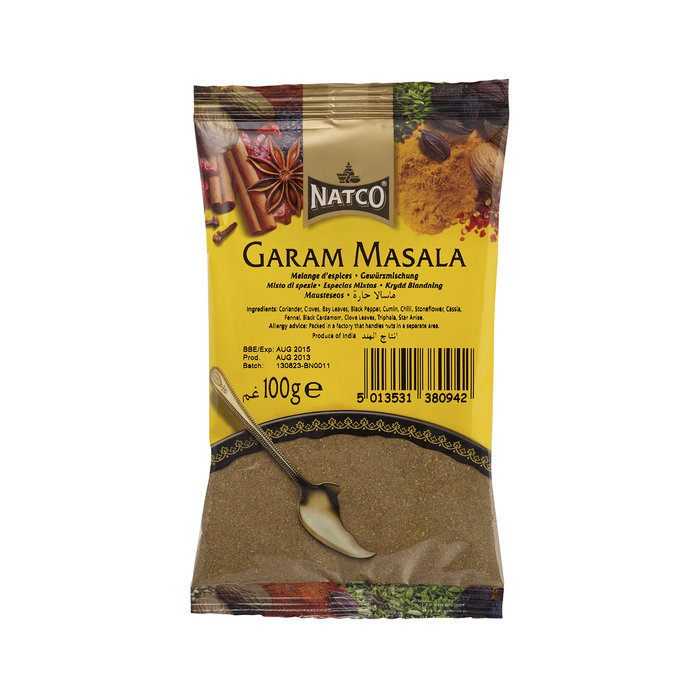 NATCO®
GARAM MASALA
Melange d'espices • Gewürzmischung
Misto di spezie • Especias Mixtas • Krydd Blandning
Mausteseos • ماسالا حارة
Ingredients: Coriander, Cloves, Bay Leaves, Black Pepper, Cumin, Chilli, Stoneflower, Cassia,
Fennel, Black Cardamom, Clove Leaves, Triphala, Star Anise.
Allergy advice: Packed in a factory that handles nuts in a separate area.
Produce of India انتاج الهند
BBE/Exp: AUG 2015
Prod. AUG 2013
Batch: 130823-BN0011
غم 100g e
5 013531 380942